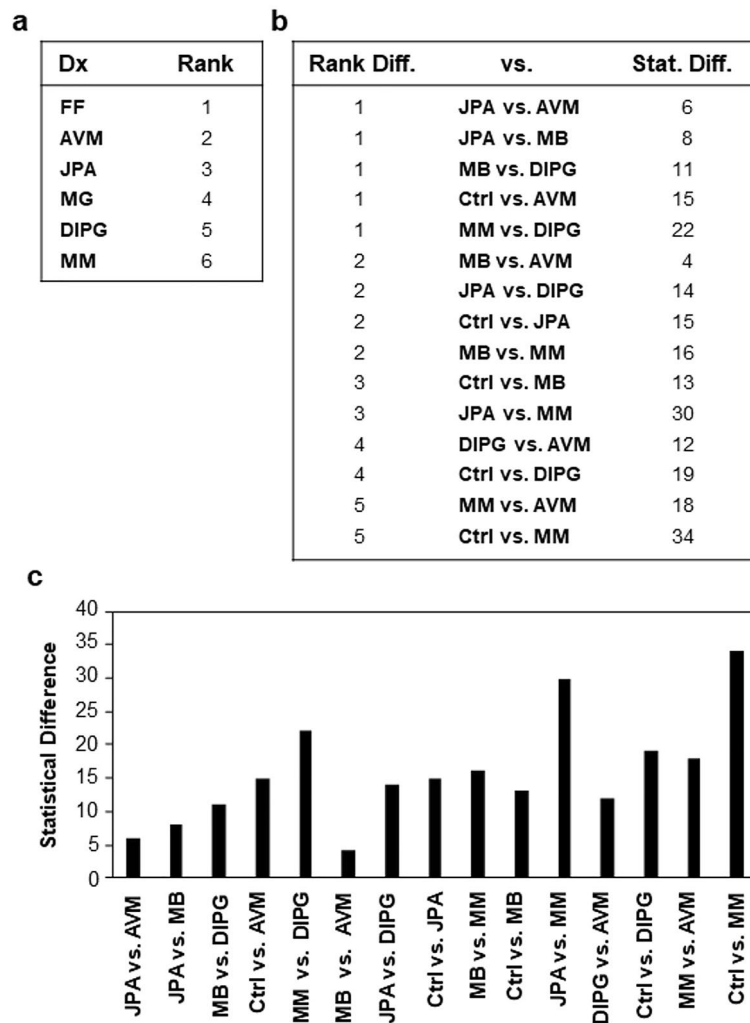 a
Dx Rank
FF 1
AVM 2
JPA 3
MG 4
DIPG 5
MM 6
b
Rank Diff. vs. Stat. Diff.
1 JPA vs. AVM 6
1 JPA vs. MB 8
1 MB vs. DIPG 11
1 Ctrl vs. AVM 15
1 MM vs. DIPG 22
2 MB vs. AVM 4
2 JPA vs. DIPG 14
2 Ctrl vs. JPA 15
2 MB vs. MM 16
3 Ctrl vs. MB 13
3 JPA vs. MM 30
4 DIPG vs. AVM 12
4 Ctrl vs. DIPG 19
5 MM vs. AVM 18
5 Ctrl vs. MM 34
c
Statistical Difference
40
35
30
25
20
15
10
5
0
JPA vs. AVM
JPA vs. MB
MB vs. DIPG
Ctrl vs. AVM
MM vs. DIPG
MB vs. AVM
JPA vs. DIPG
Ctrl vs. JPA
MB vs. MM
Ctrl vs. MB
JPA vs. MM
DIPG vs. AVM
Ctrl vs. DIPG
MM vs. AVM
Ctrl vs. MM